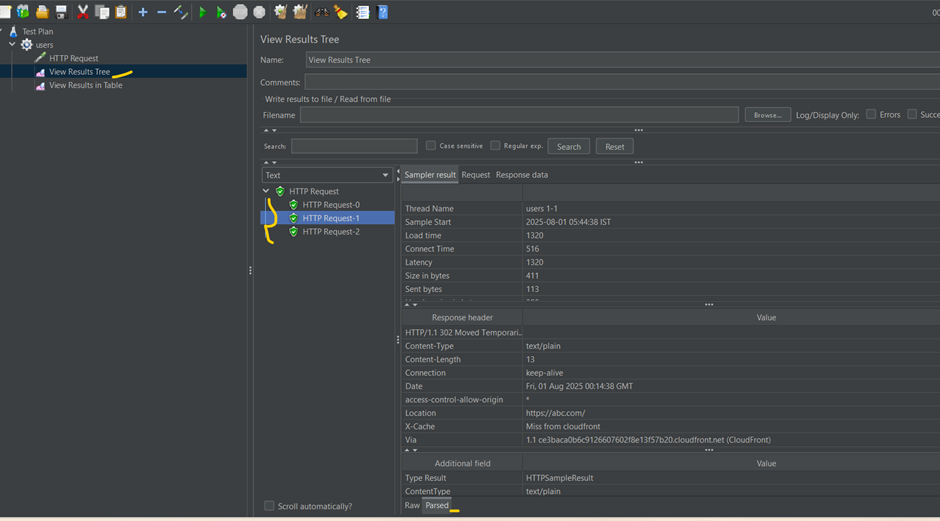 00
Test Plan
users
HTTP Request
View Results Tree
View Results in Table
View Results Tree
Name: View Results Tree
Comments:
Write results to file / Read from file
Filename Browse... Log/Display Only: Errors Succe
Search: Case sensitive Regular exp. Search Reset
Text
HTTP Request
HTTP Request-0
HTTP Request-1
HTTP Request-2
Scroll automatically?
Sampler result Request Response data
Thread Name users 1-1
Sample Start 2025-08-01 05:44:38 IST
Load time 1320
Connect Time 516
Latency 1320
Size in bytes 411
Sent bytes 113
Response header Value
HTTP/1.1 302 Moved Temporari...
Content-Type text/plain
Content-Length 13
Connection keep-alive
Date Fri, 01 Aug 2025 00:14:38 GMT
access-control-allow-origin *
Location https://abc.com/
X-Cache Miss from cloudfront
Via 1.1 ce3baca0b6c9126607602f8e13f57b20.cloudfront.net (CloudFront)
Additional field Value
Type Result HTTPSampleResult
ContentType text/plain
Raw Parsed